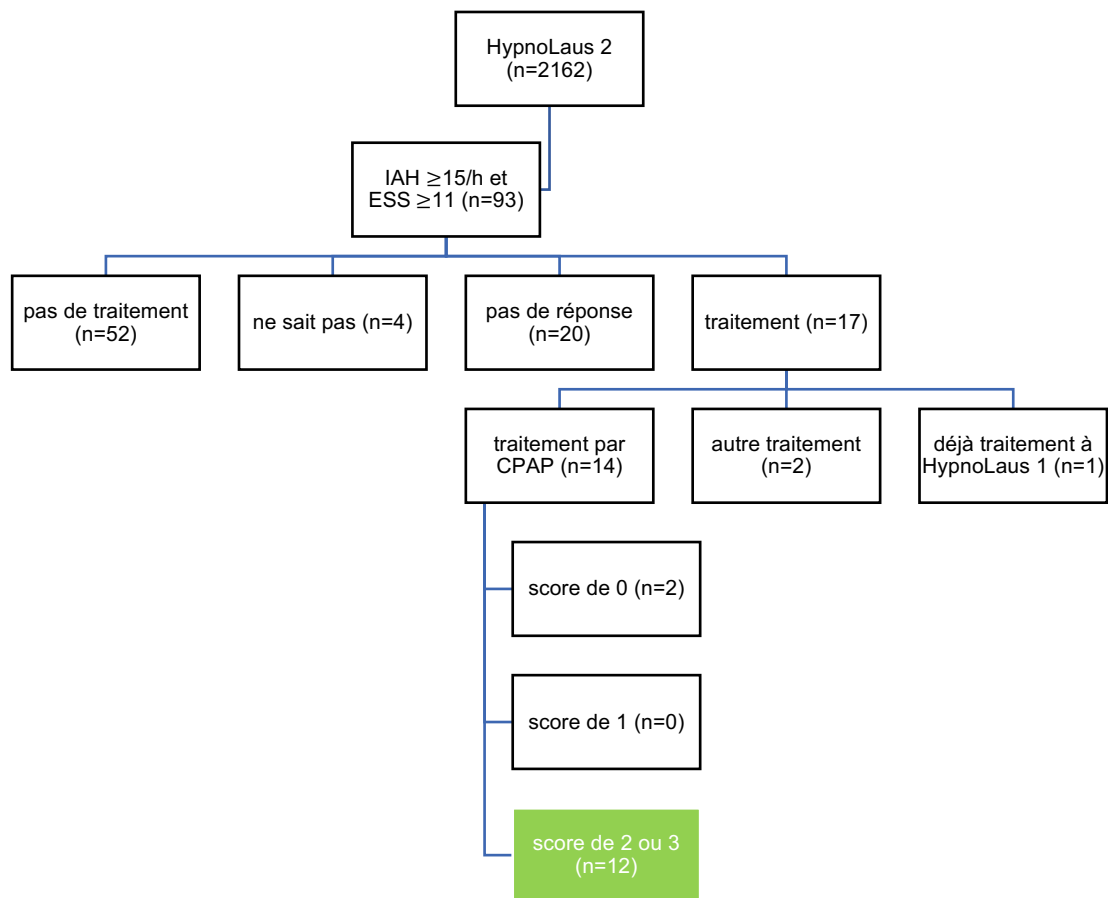 HypnoLaus 2
(n=2162)
IAH ≥15/h et
ESS ≥11 (n=93)
pas de traitement
(n=52)
ne sait pas (n=4)
pas de réponse
(n=20)
traitement (n=17)
traitement par
CPAP (n=14)
autre traitement
(n=2)
déjà traitement à
HypnoLaus 1 (n=1)
score de 0 (n=2)
score de 1 (n=0)
score de 2 ou 3
(n=12)